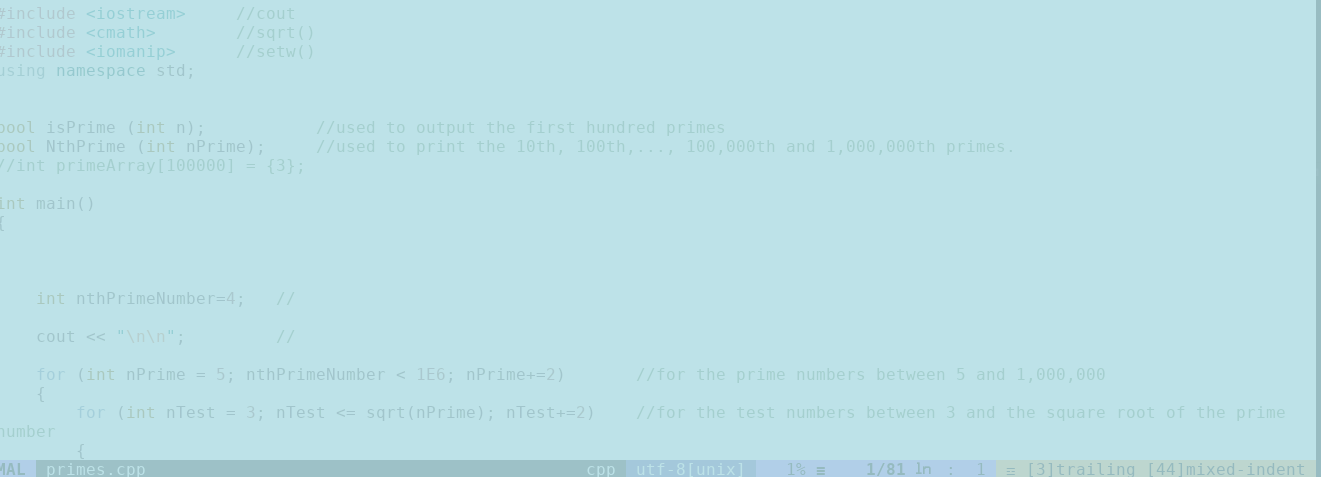 #include <iostream>     //cout
#include <cmath>        //sqrt()
#include <iomanip>      //setw()
using namespace std;
bool isPrime (int n);           //used to output the first hundred primes
bool NthPrime (int nPrime);     //used to print the 10th, 100th,..., 100,000th and 1,000,000th primes.
//int primeArray[100000] = {3};
int main()
{
    int nthPrimeNumber=4;   //
    cout << "\n\n";         //
    for (int nPrime = 5; nthPrimeNumber < 1E6; nPrime+=2)       //for the prime numbers between 5 and 1,000,000
    {
        for (int nTest = 3; nTest <= sqrt(nPrime); nTest+=2)    //for the test numbers between 3 and the square root of the prime
number
        {
MAL  primes.cpp  cpp  utf-8[unix]  1% ≡  1/81 ㏑ :  1  ☲ [3]trailing [44]mixed-indent